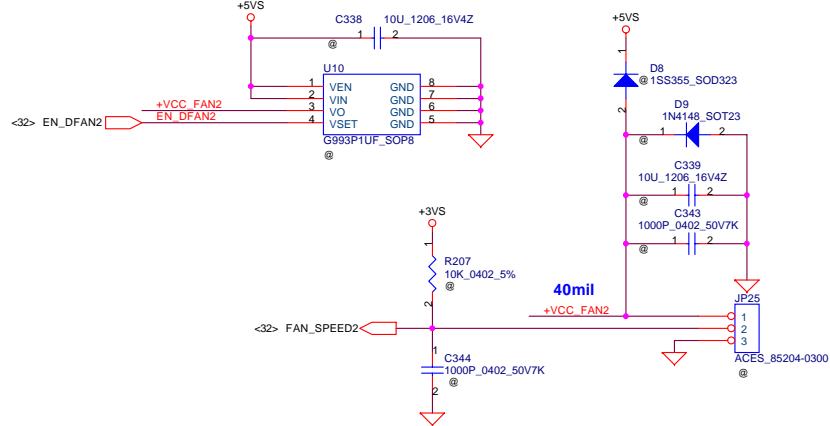 +5VS
C338
10U_1206_16V4Z
1
2
@
U10
1 VEN GND 8
2 VIN GND 7
3 VO GND 6
4 VSET GND 5
+VCC_FAN2
<32> EN_DFAN2
EN_DFAN2
G993P1UF_SOP8
@
+5VS
1
D8
@ 1SS355_SOD323
2
D9
1N4148_SOT23
1
2
@
C339
10U_1206_16V4Z
1
2
@
C343
1000P_0402_50V7K
1
2
@
+3VS
1
R207
10K_0402_5%
@
2
40mil
+VCC_FAN2
<32> FAN_SPEED2
JP25
1
2
3
ACES_85204-0300
@
1
C344
1000P_0402_50V7K
@
2